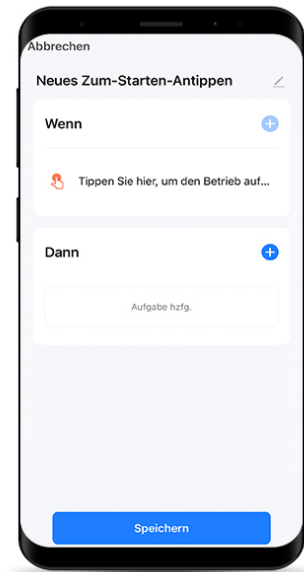 Abbrechen
Neues Zum-Starten-Antippen
Wenn
Tippen Sie hier, um den Betrieb auf...
Dann
Aufgabe hzfg.
Speichern